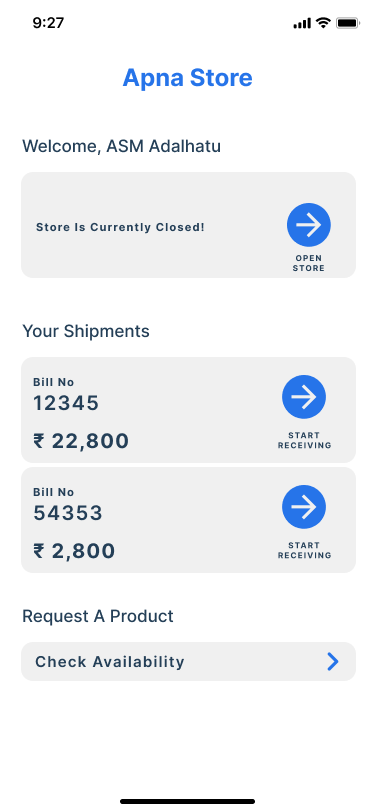 9:27
Apna Store
Welcome, ASM Adalhatu
Store Is Currently Closed!
OPEN
STORE
Your Shipments
Bill No
12345
₹ 22,800
START
RECEIVING
Bill No
54353
₹ 2,800
START
RECEIVING
Request A Product
Check Availability